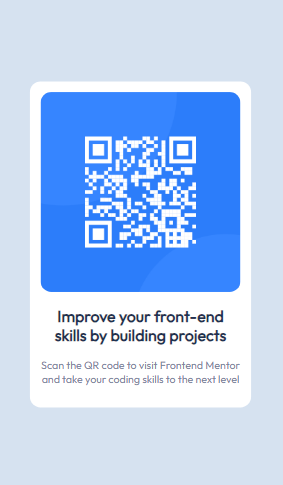 Improve your front-end
skills by building projects
Scan the QR code to visit Frontend Mentor
and take your coding skills to the next level